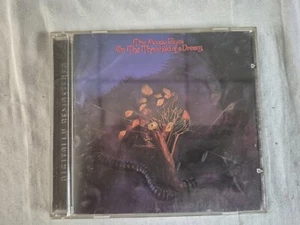 The Moody Blues
On The Threshold of a Dream
DIGITALLY REMASTERED